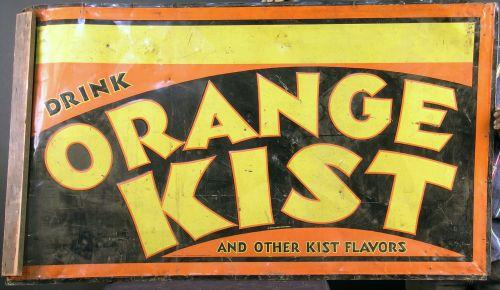 DRINK
ORANGE
KIST
AND OTHER KIST FLAVORS